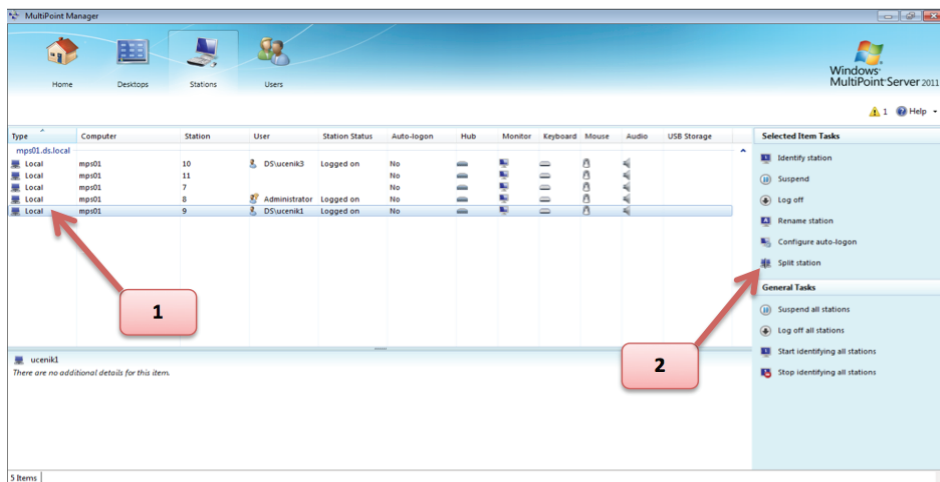 MultiPoint Manager
Home Desktops Stations Users
Windows®
MultiPoint® Server 2011
1 Help
Type Computer Station User Station Status Auto-logon Hub Monitor Keyboard Mouse Audio USB Storage
mps01.ds.local
Local mps01 10 DS\ucenik3 Logged on No
Local mps01 11 No
Local mps01 7 No
Local mps01 8 Administrator Logged on No
Local mps01 9 DS\ucenik1 Logged on No
1
ucenik1
There are no additional details for this item.
5 Items
Selected Item Tasks
Identify station
Suspend
Log off
Rename station
Configure auto-logon
Split station
General Tasks
Suspend all stations
Log off all stations
Start identifying all stations
Stop identifying all stations
2